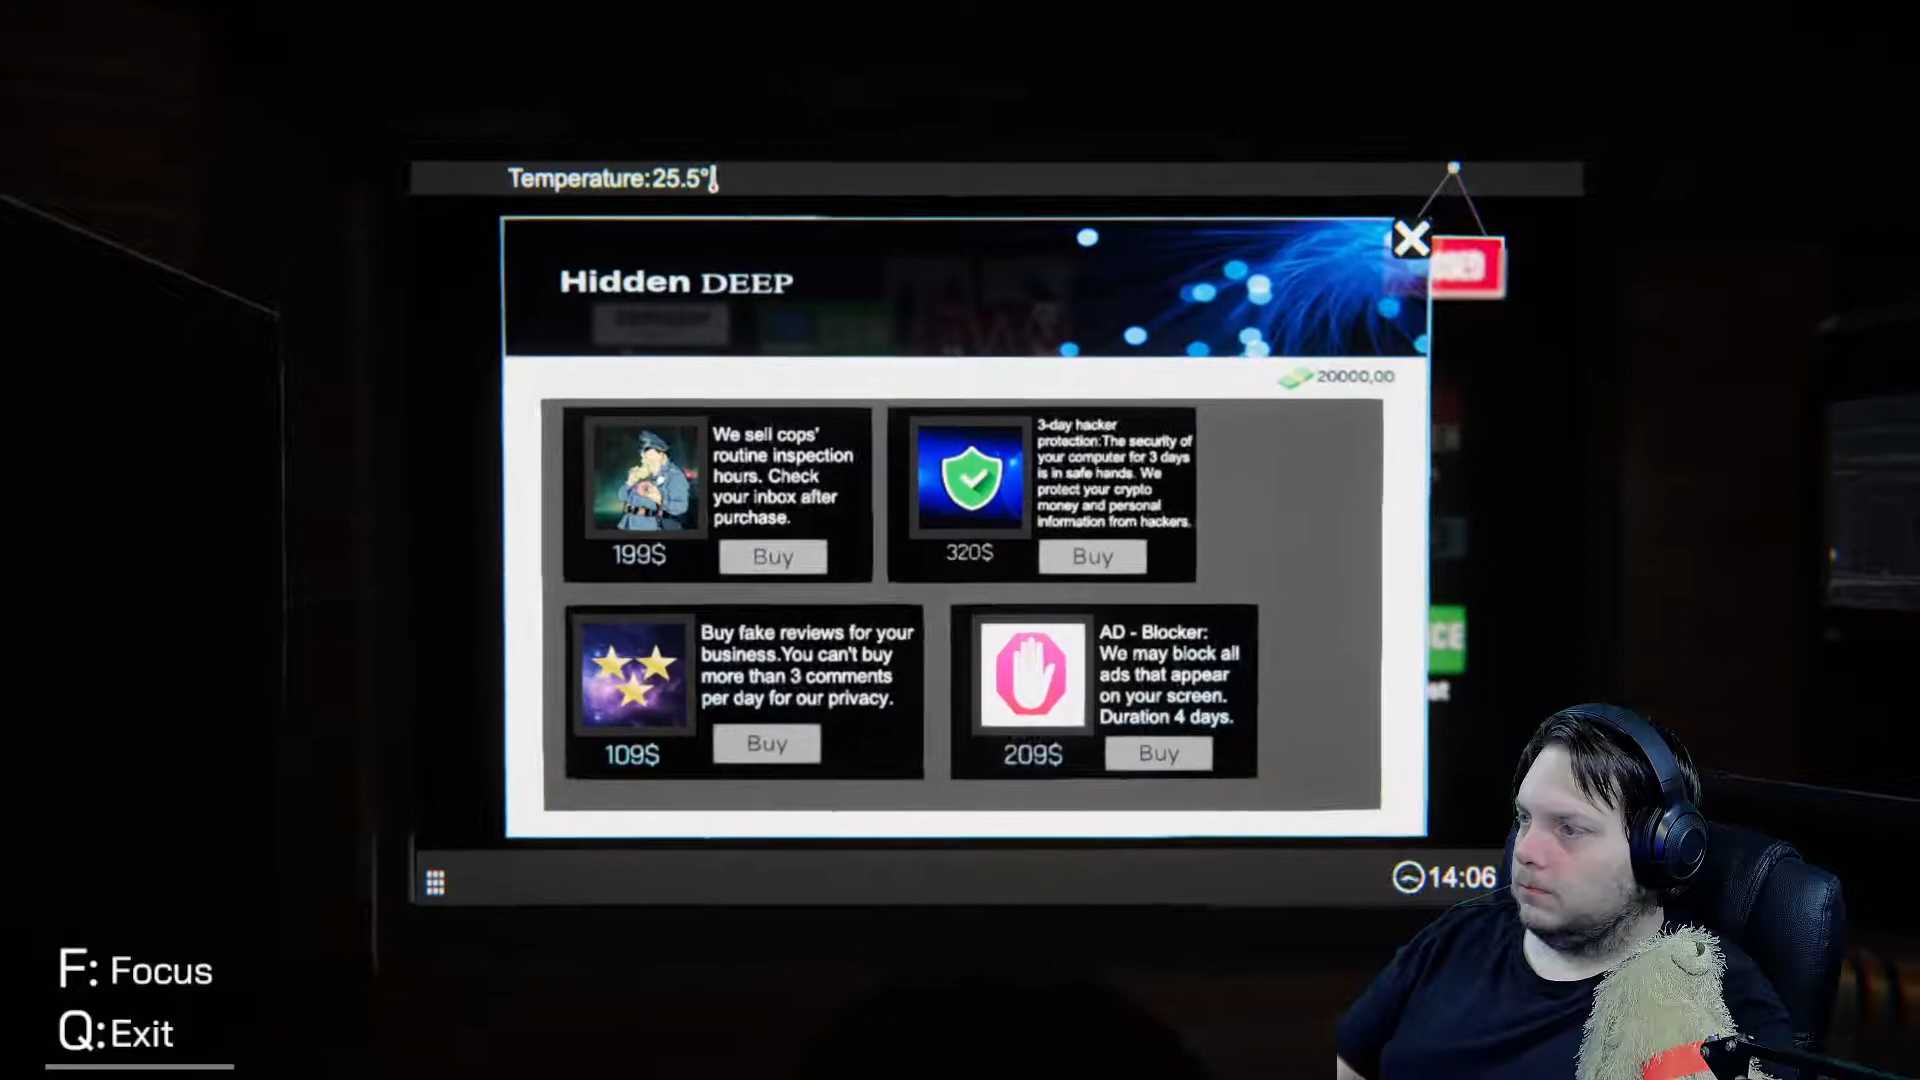 Temperature:25.5°
Hidden DEEP
20000,00
We sell cops'
routine inspection
hours. Check
your inbox after
purchase.
199$
Buy
3-day hacker
protection:The security of
your computer for 3 days
is in safe hands. We
protect your crypto
money and personal
information from hackers.
320$
Buy
Buy fake reviews for your
business.You can't buy
more than 3 comments
per day for our privacy.
109$
Buy
AD - Blocker:
We may block all
ads that appear
on your screen.
Duration 4 days.
209$
Buy
14:06
F: Focus
Q:Exit